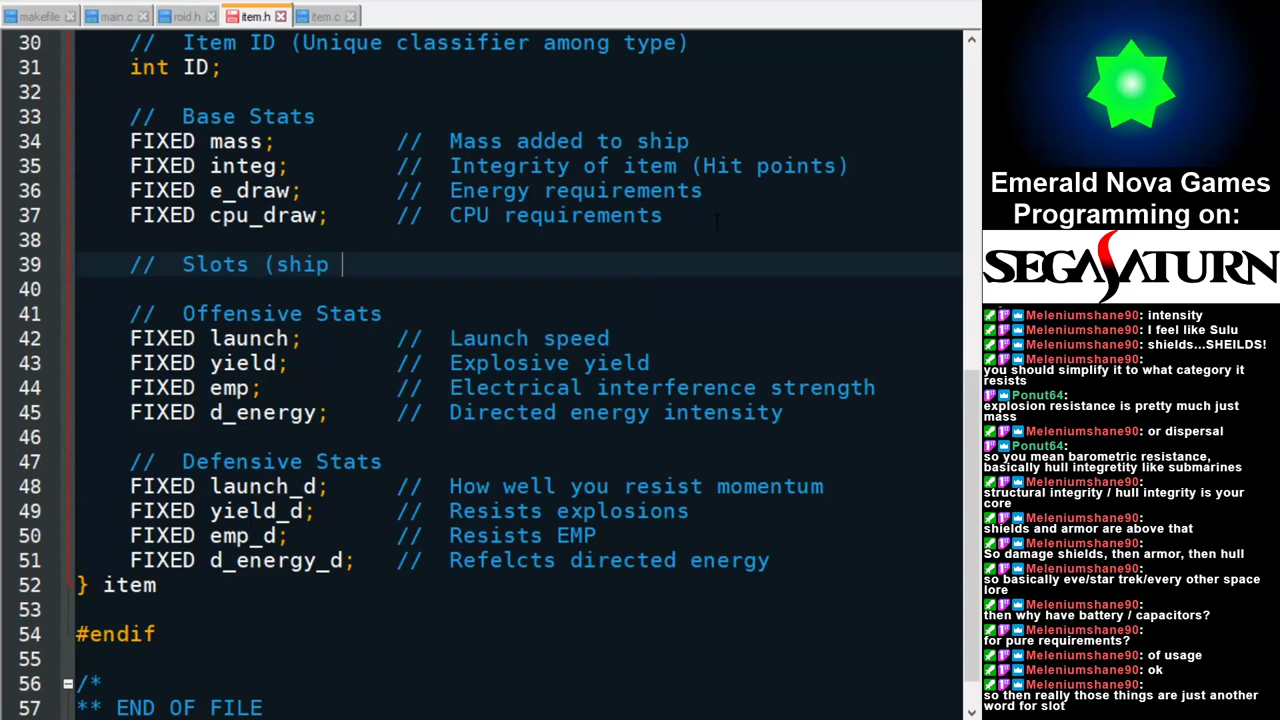 makefile
main.c
roid.h
item.h
item.c
30 //  Item ID (Unique classifier among type)
31 int ID;
32
33 //  Base Stats
34 FIXED mass; //  Mass added to ship
35 FIXED integ; //  Integrity of item (Hit points)
36 FIXED e_draw; //  Energy requirements
37 FIXED cpu_draw; //  CPU requirements
38
39 //  Slots (ship
40
41 //  Offensive Stats
42 FIXED launch; //  Launch speed
43 FIXED yield; //  Explosive yield
44 FIXED emp; //  Electrical interference strength
45 FIXED d_energy; //  Directed energy intensity
46
47 //  Defensive Stats
48 FIXED launch_d; //  How well you resist momentum
49 FIXED yield_d; //  Resists explosions
50 FIXED emp_d; //  Resists EMP
51 FIXED d_energy_d; //  Refelcts directed energy
52 } item
53
54 #endif
55
56 /*
57 ** END OF FILE
Emerald Nova Games
Programming on:
SEGA SATURN
Meleniumshane90: intensity
Meleniumshane90: I feel like Sulu
Meleniumshane90: shields...SHEILDS!
Meleniumshane90:
you should simplify it to what category it
resists
Ponut64:
explosion resistance is pretty much just
mass
Meleniumshane90: or dispersal
Ponut64:
so you mean barometric resistance,
basically hull integretity like submarines
Meleniumshane90:
structural integrity / hull integrity is your
core
Meleniumshane90:
shields and armor are above that
Meleniumshane90:
So damage shields, then armor, then hull
Meleniumshane90:
so basically eve/star trek/every other space
lore
Meleniumshane90:
then why have battery / capacitors?
Meleniumshane90:
for pure requirements?
Meleniumshane90: of usage
Meleniumshane90: ok
Meleniumshane90:
so then really those things are just another
word for slot